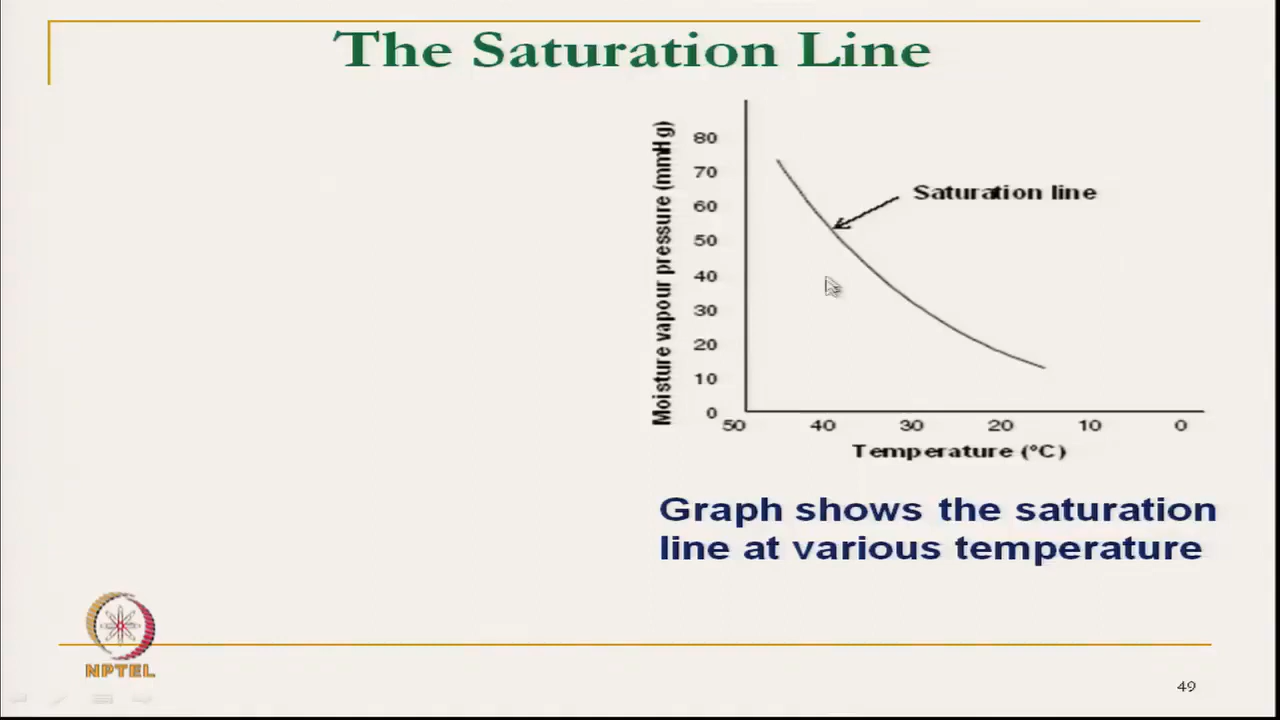 The Saturation Line
Moisture vapour pressure (mmHg)
80
70
60
50
40
30
20
10
0
Saturation line
50 40 30 20 10 0
Temperature (°C)
Graph shows the saturation
line at various temperature
NPTEL
49